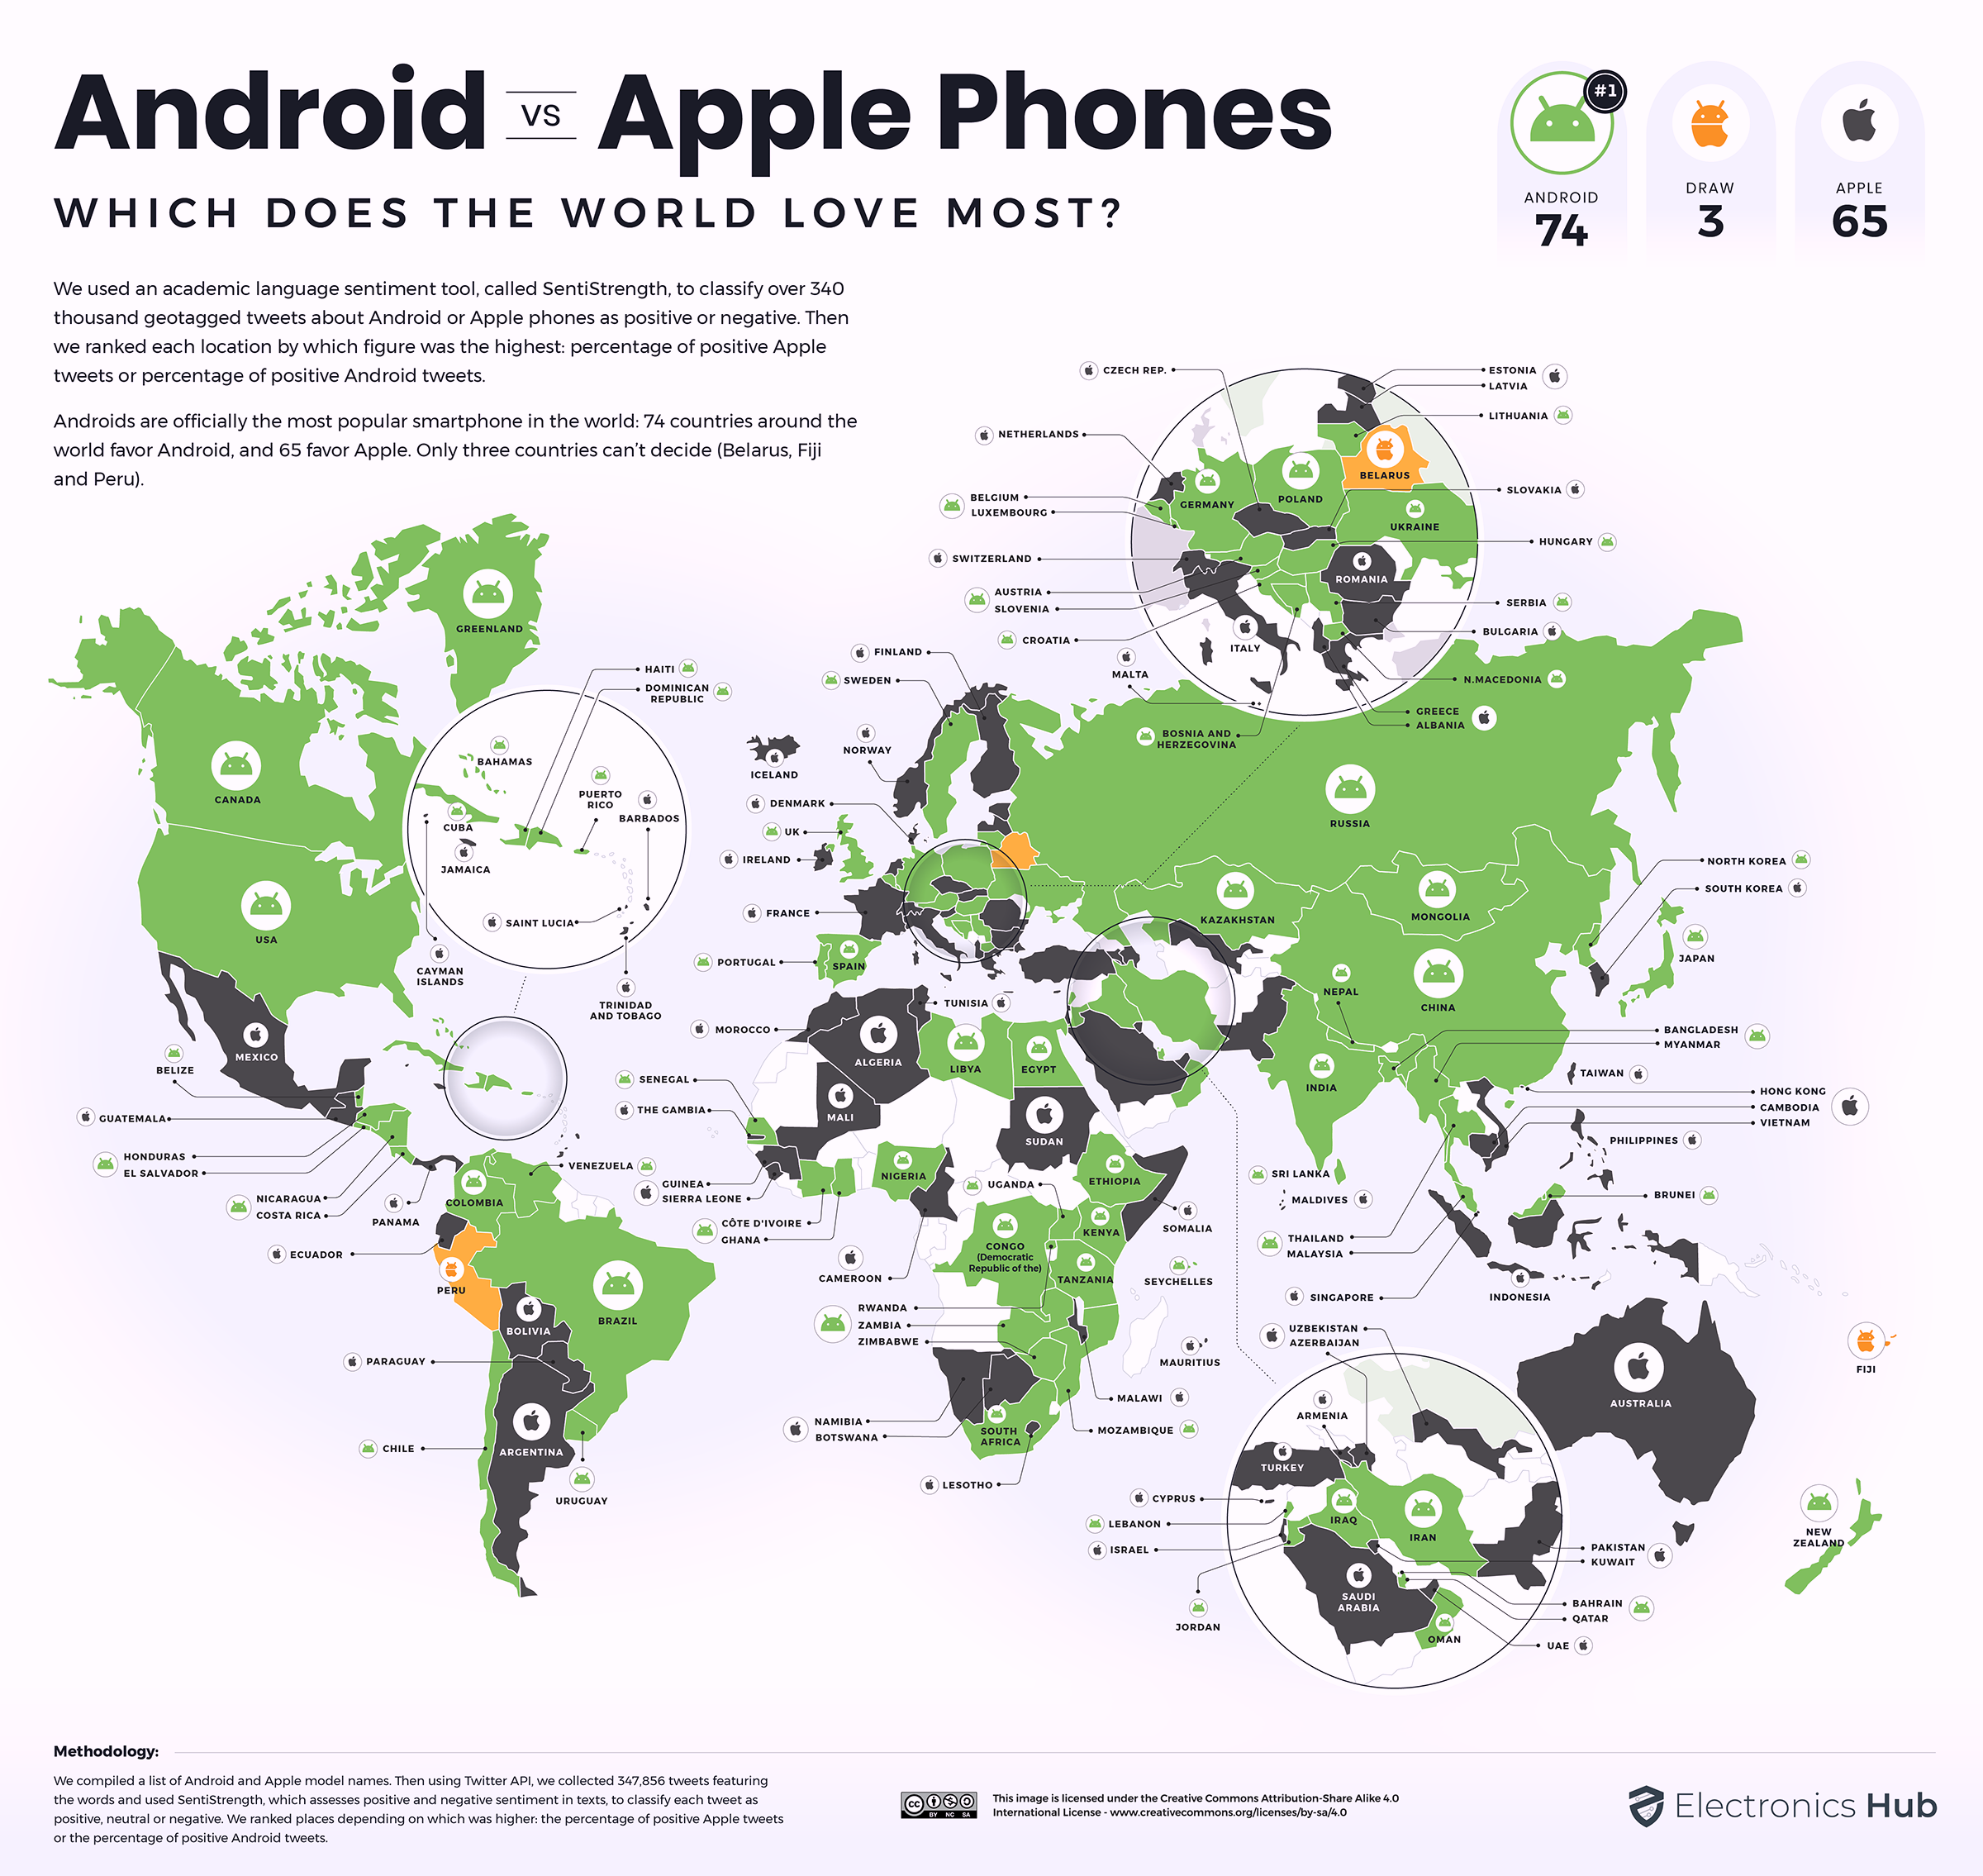 Android vs Apple Phones
WHICH DOES THE WORLD LOVE MOST?
#1
ANDROID
74
DRAW
3
APPLE
65
We used an academic language sentiment tool, called SentiStrength, to classify over 340
thousand geotagged tweets about Android or Apple phones as positive or negative. Then
we ranked each location by which figure was the highest: percentage of positive Apple
tweets or percentage of positive Android tweets.
Androids are officially the most popular smartphone in the world: 74 countries around the
world favor Android, and 65 favor Apple. Only three countries can't decide (Belarus, Fiji
and Peru).
CZECH REP.
ESTONIA
LATVIA
LITHUANIA
NETHERLANDS
BELARUS
SLOVAKIA
BELGIUM
LUXEMBOURG
GERMANY
POLAND
UKRAINE
HUNGARY
SWITZERLAND
ROMANIA
AUSTRIA
SLOVENIA
SERBIA
CROATIA
BULGARIA
ITALY
MALTA
N.MACEDONIA
GREECE
ALBANIA
BOSNIA AND
HERZEGOVINA
GREENLAND
CANADA
USA
MEXICO
HAITI
DOMINICAN
REPUBLIC
BAHAMAS
PUERTO
RICO
BARBADOS
CUBA
JAMAICA
SAINT LUCIA
CAYMAN
ISLANDS
TRINIDAD
AND TOBAGO
BELIZE
GUATEMALA
HONDURAS
EL SALVADOR
NICARAGUA
COSTA RICA
PANAMA
VENEZUELA
COLOMBIA
ECUADOR
PERU
BRAZIL
BOLIVIA
PARAGUAY
CHILE
ARGENTINA
URUGUAY
FINLAND
SWEDEN
NORWAY
ICELAND
DENMARK
UK
IRELAND
FRANCE
PORTUGAL
SPAIN
TUNISIA
MOROCCO
ALGERIA
LIBYA
EGYPT
SENEGAL
THE GAMBIA
MALI
SUDAN
GUINEA
SIERRA LEONE
NIGERIA
ETHIOPIA
UGANDA
CÔTE D'IVOIRE
GHANA
KENYA
SOMALIA
CAMEROON
CONGO
(Democratic
Republic of the)
TANZANIA
SEYCHELLES
RWANDA
ZAMBIA
ZIMBABWE
MAURITIUS
MALAWI
NAMIBIA
BOTSWANA
SOUTH
AFRICA
MOZAMBIQUE
LESOTHO
RUSSIA
KAZAKHSTAN
MONGOLIA
NORTH KOREA
SOUTH KOREA
JAPAN
CHINA
NEPAL
BANGLADESH
MYANMAR
INDIA
TAIWAN
HONG KONG
CAMBODIA
VIETNAM
PHILIPPINES
SRI LANKA
MALDIVES
BRUNEI
THAILAND
MALAYSIA
SINGAPORE
INDONESIA
AUSTRALIA
FIJI
NEW
ZEALAND
UZBEKISTAN
AZERBAIJAN
ARMENIA
TURKEY
CYPRUS
LEBANON
ISRAEL
IRAQ
IRAN
PAKISTAN
KUWAIT
SAUDI
ARABIA
BAHRAIN
QATAR
JORDAN
OMAN
UAE
Methodology:
We compiled a list of Android and Apple model names. Then using Twitter API, we collected 347,856 tweets featuring
the words and used SentiStrength, which assesses positive and negative sentiment in texts, to classify each tweet as
positive, neutral or negative. We ranked places depending on which was higher: the percentage of positive Apple tweets
or the percentage of positive Android tweets.
cc BY NC SA
This image is licensed under the Creative Commons Attribution-Share Alike 4.0
International License - www.creativecommons.org/licenses/by-sa/4.0
Electronics Hub